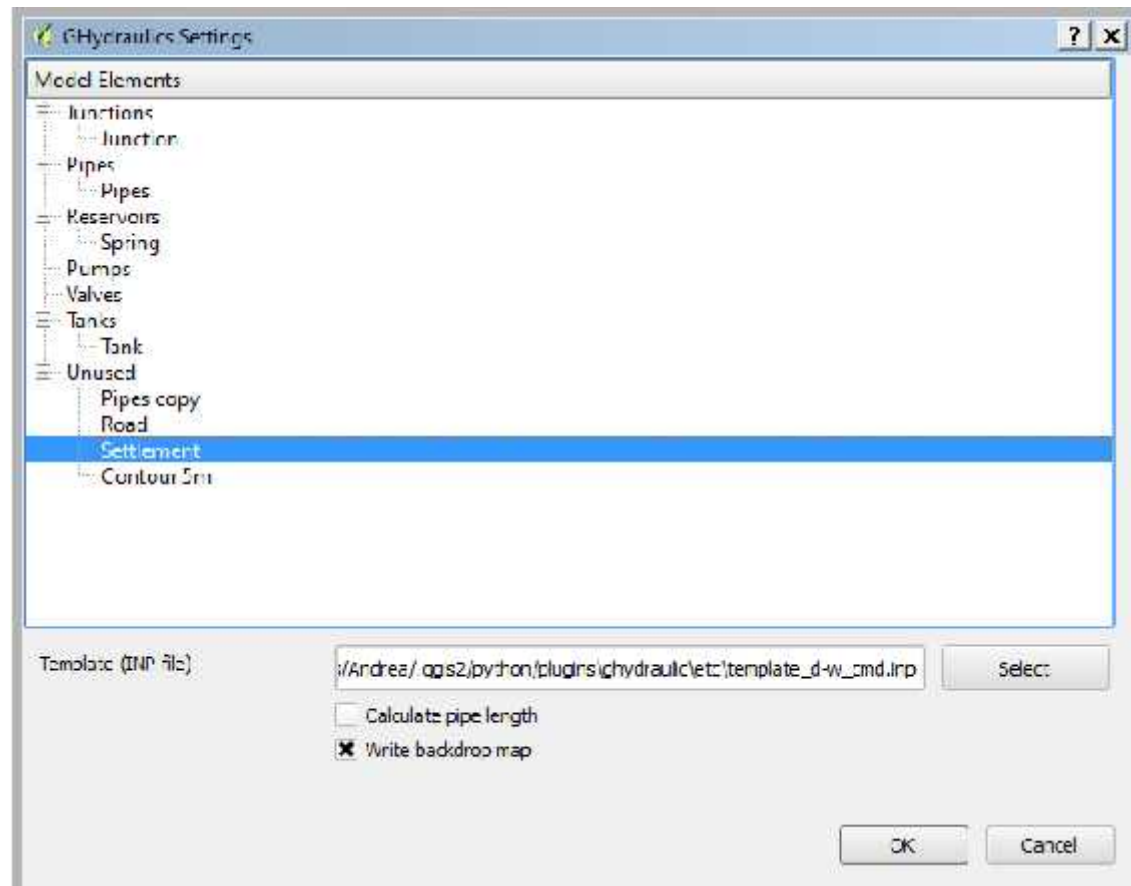 GHydraulics Settings
Model Elements
Junctions
Junction
Pipes
Pipes
Reservoirs
Spring
Pumps
Valves
Tanks
Tank
Unused
Pipes copy
Road
Settlement
Contour 5m
Template (INP file)
s/Andrea/.qgis2/python/plugins\ghydraulic\etc\template_d-w_cmd.inp
Select
Calculate pipe length
Write backdrop map
OK
Cancel